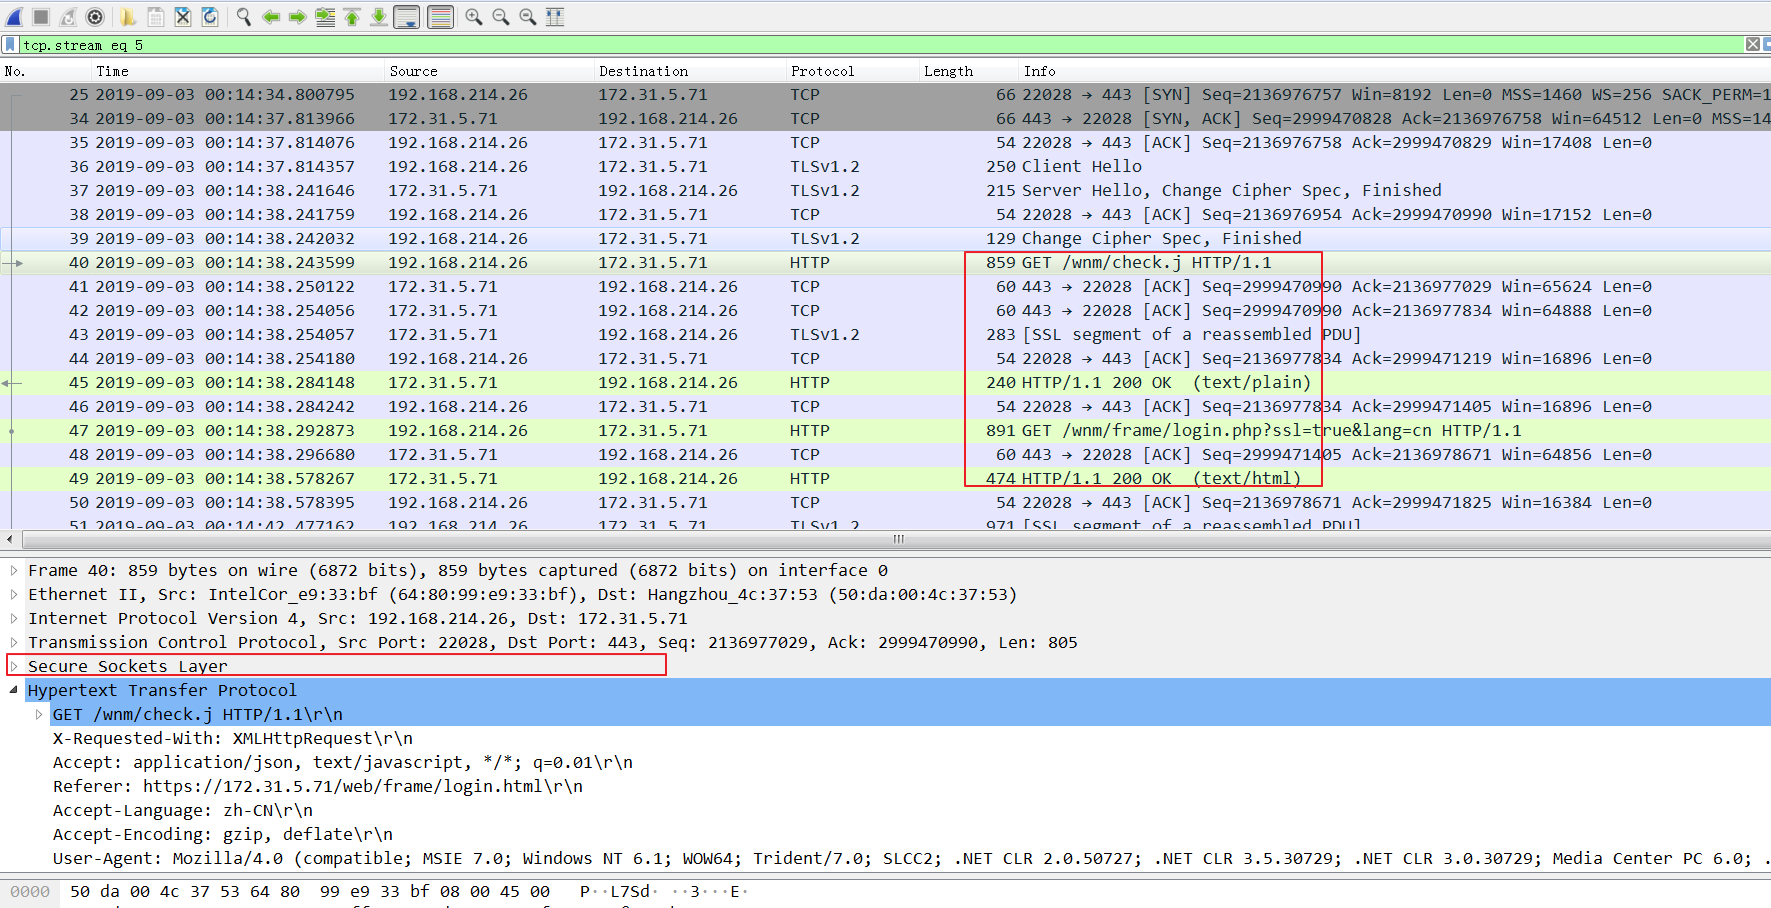 tcp.stream eq 5
No. Time Source Destination Protocol Length Info
25 2019-09-03 00:14:34.800795 192.168.214.26 172.31.5.71 TCP 66 22028 → 443 [SYN] Seq=2136976757 Win=8192 Len=0 MSS=1460 WS=256 SACK_PERM=1
34 2019-09-03 00:14:37.813966 172.31.5.71 192.168.214.26 TCP 66 443 → 22028 [SYN, ACK] Seq=2999470828 Ack=2136976758 Win=64512 Len=0 MSS=14
35 2019-09-03 00:14:37.814076 192.168.214.26 172.31.5.71 TCP 54 22028 → 443 [ACK] Seq=2136976758 Ack=2999470829 Win=17408 Len=0
36 2019-09-03 00:14:37.814357 192.168.214.26 172.31.5.71 TLSv1.2 250 Client Hello
37 2019-09-03 00:14:38.241646 172.31.5.71 192.168.214.26 TLSv1.2 215 Server Hello, Change Cipher Spec, Finished
38 2019-09-03 00:14:38.241759 192.168.214.26 172.31.5.71 TCP 54 22028 → 443 [ACK] Seq=2136976954 Ack=2999470990 Win=17152 Len=0
39 2019-09-03 00:14:38.242032 192.168.214.26 172.31.5.71 TLSv1.2 129 Change Cipher Spec, Finished
40 2019-09-03 00:14:38.243599 192.168.214.26 172.31.5.71 HTTP 859 GET /wnm/check.j HTTP/1.1
41 2019-09-03 00:14:38.250122 172.31.5.71 192.168.214.26 TCP 60 443 → 22028 [ACK] Seq=2999470990 Ack=2136977029 Win=65624 Len=0
42 2019-09-03 00:14:38.254056 172.31.5.71 192.168.214.26 TCP 60 443 → 22028 [ACK] Seq=2999470990 Ack=2136977834 Win=64888 Len=0
43 2019-09-03 00:14:38.254057 172.31.5.71 192.168.214.26 TLSv1.2 283 [SSL segment of a reassembled PDU]
44 2019-09-03 00:14:38.254180 192.168.214.26 172.31.5.71 TCP 54 22028 → 443 [ACK] Seq=2136977834 Ack=2999471219 Win=16896 Len=0
45 2019-09-03 00:14:38.284148 172.31.5.71 192.168.214.26 HTTP 240 HTTP/1.1 200 OK (text/plain)
46 2019-09-03 00:14:38.284242 192.168.214.26 172.31.5.71 TCP 54 22028 → 443 [ACK] Seq=2136977834 Ack=2999471405 Win=16896 Len=0
47 2019-09-03 00:14:38.292873 192.168.214.26 172.31.5.71 HTTP 891 GET /wnm/frame/login.php?ssl=true&lang=cn HTTP/1.1
48 2019-09-03 00:14:38.296680 172.31.5.71 192.168.214.26 TCP 60 443 → 22028 [ACK] Seq=2999471405 Ack=2136978671 Win=64856 Len=0
49 2019-09-03 00:14:38.578267 172.31.5.71 192.168.214.26 HTTP 474 HTTP/1.1 200 OK (text/html)
50 2019-09-03 00:14:38.578395 192.168.214.26 172.31.5.71 TCP 54 22028 → 443 [ACK] Seq=2136978671 Ack=2999471825 Win=16384 Len=0
51 2019-09-03 00:14:42.477162 192.168.214.26 172.31.5.71 TLSv1.2 971 [SSL segment of a reassembled PDU]
Frame 40: 859 bytes on wire (6872 bits), 859 bytes captured (6872 bits) on interface 0
Ethernet II, Src: IntelCor_e9:33:bf (64:80:99:e9:33:bf), Dst: Hangzhou_4c:37:53 (50:da:00:4c:37:53)
Internet Protocol Version 4, Src: 192.168.214.26, Dst: 172.31.5.71
Transmission Control Protocol, Src Port: 22028, Dst Port: 443, Seq: 2136977029, Ack: 2999470990, Len: 805
Secure Sockets Layer
Hypertext Transfer Protocol
GET /wnm/check.j HTTP/1.1\r\n
X-Requested-With: XMLHttpRequest\r\n
Accept: application/json, text/javascript, */*; q=0.01\r\n
Referer: https://172.31.5.71/web/frame/login.html\r\n
Accept-Language: zh-CN\r\n
Accept-Encoding: gzip, deflate\r\n
User-Agent: Mozilla/4.0 (compatible; MSIE 7.0; Windows NT 6.1; WOW64; Trident/7.0; SLCC2; .NET CLR 2.0.50727; .NET CLR 3.5.30729; .NET CLR 3.0.30729; Media Center PC 6.0; .
0000 50 da 00 4c 37 53 64 80 99 e9 33 bf 08 00 45 00 P··L7Sd· ··3···E·